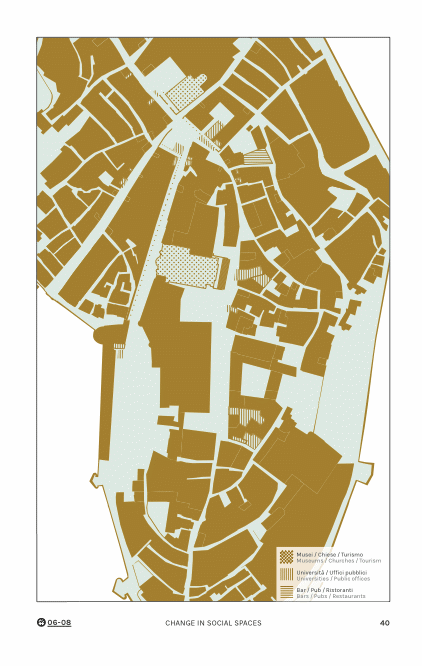 Musei / Chiese / Turismo
Museums / Churches / Tourism
Università / Uffici pubblici
Universities / Public offices
Bar / Pub / Ristoranti
Bars / Pubs / Restaurants
06-08 CHANGE IN SOCIAL SPACES 40